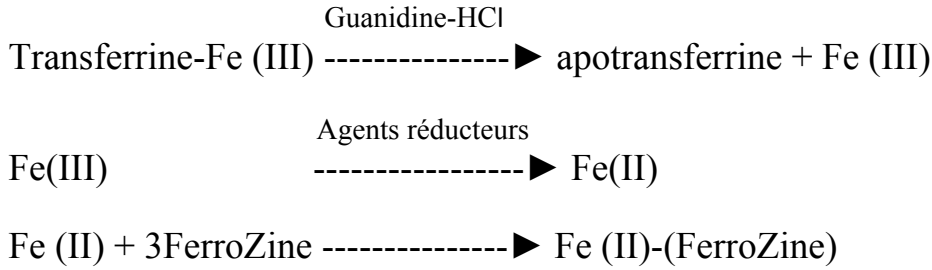 Guanidine-HCl
Transferrine-Fe (III) ---------------► apotransferrine + Fe (III)
Agents réducteurs
Fe(III) -----------------► Fe(II)
Fe (II) + 3FerroZine ---------------► Fe (II)-(FerroZine)